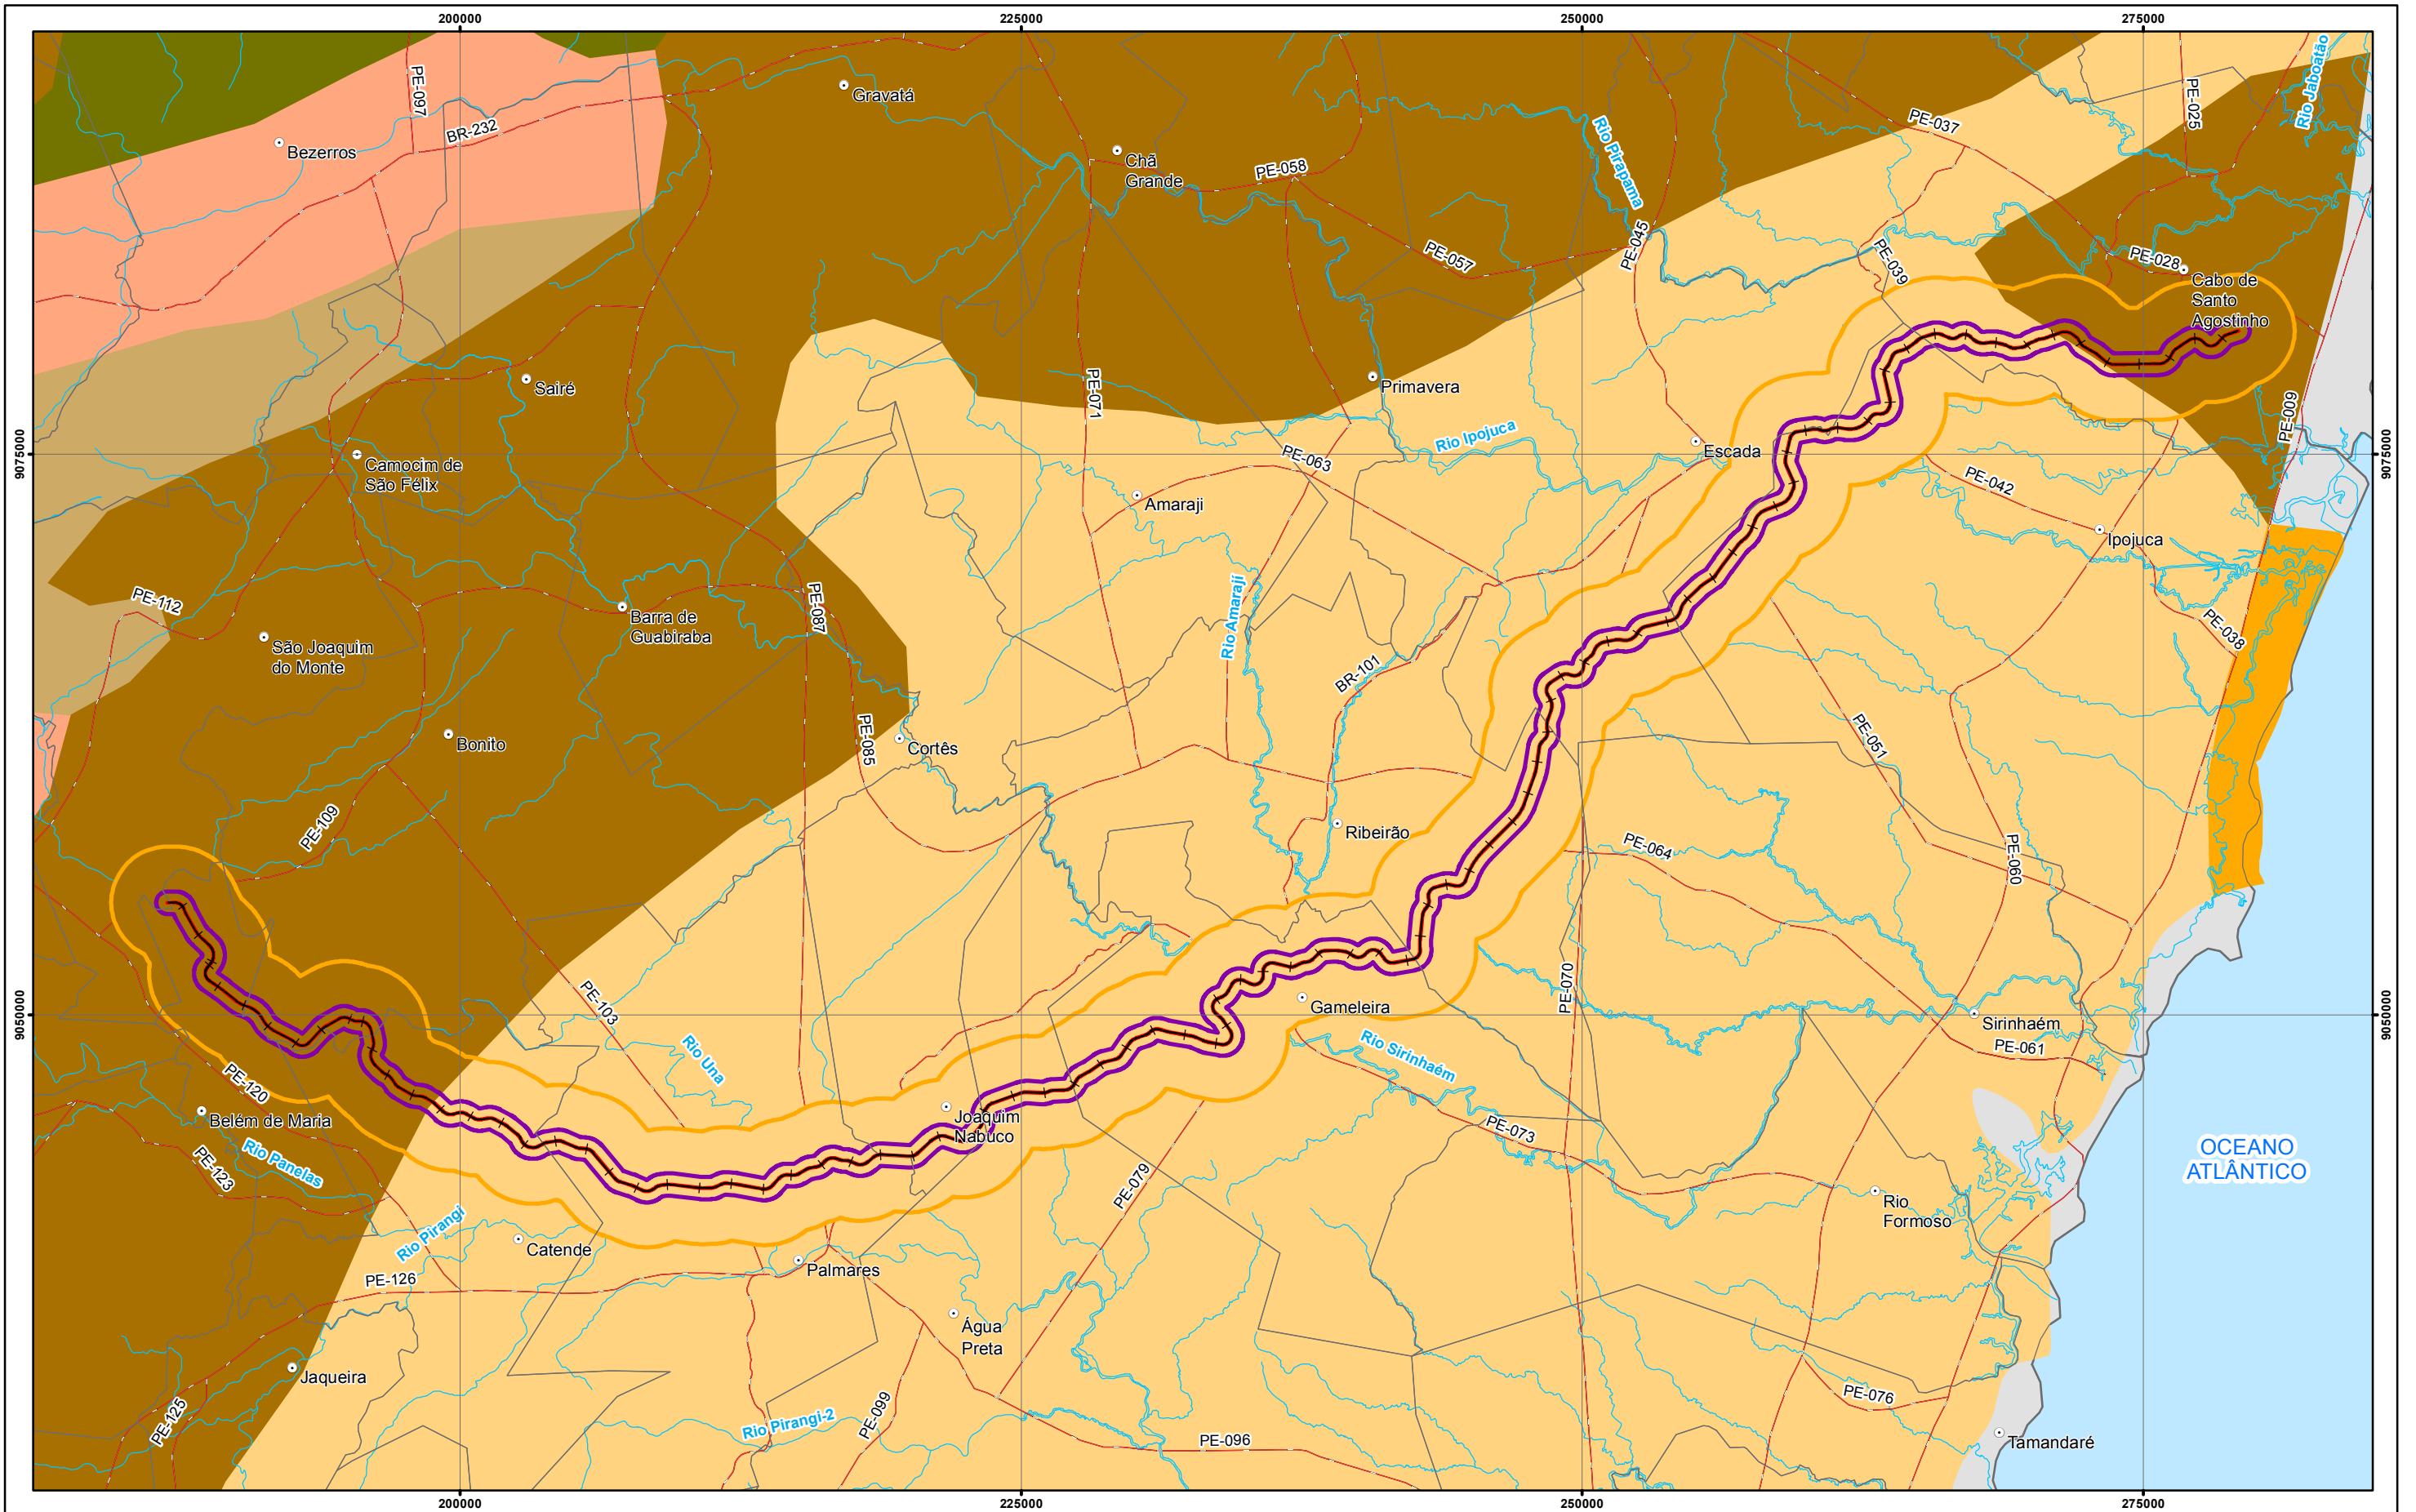 200000
225000
250000
275000
Rio Jaboatão
PE-097
PE-025
Gravatá
BR-232
PE-037
Bezerros
Chã
Grande
PE-058
Rio Pirapama
PE-045
PE-057
PE-039
PE-028
Cabo de
Santo
Agostinho
Sairé
PE-071
Primavera
PE-009
Rio Ipojuca
Escada
9075000
9075000
Camocim de
São Félix
PE-063
PE-042
Amaraji
Ipojuca
PE-112
PE-087
Barra de
Guabiraba
Rio Amaraji
PE-038
São Joaquim
do Monte
BR-101
Bonito
PE-085
Cortês
PE-051
PE-109
Ribeirão
PE-064
PE-060
PE-103
PE-070
Gameleira
9050000
9050000
Sirinhaém
PE-061
Rio Una
Rio Sirinhaém
PE-120
Belém de Maria
Joaquim
Nabuco
PE-073
OCEANO
ATLÂNTICO
Rio Panelas
PE-123
PE-079
Rio
Formoso
Rio Pirangi
Catende
Palmares
PE-126
Água
Preta
Jaqueira
PE-076
PE-125
Rio Pirangi-2
PE-099
PE-096
Tamandaré
200000
225000
250000
275000